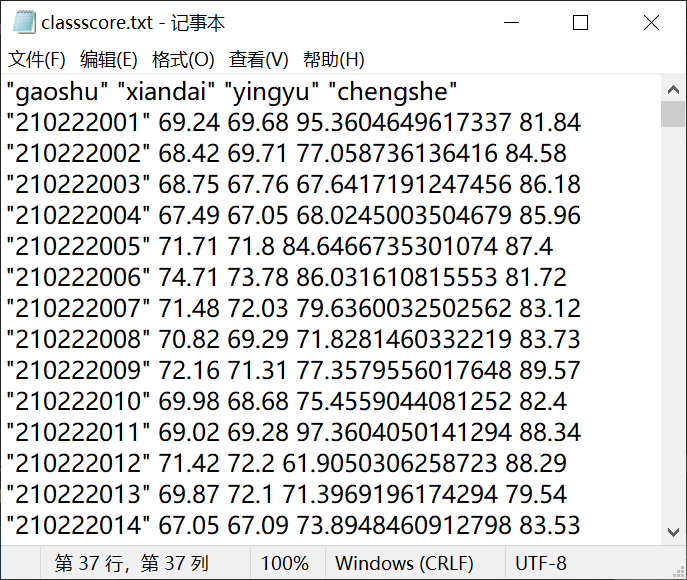 classscore.txt - 记事本
文件(F) 编辑(E) 格式(O) 查看(V) 帮助(H)
"gaoshu" "xiandai" "yingyu" "chengshe"
"210222001" 69.24 69.68 95.3604649617337 81.84
"210222002" 68.42 69.71 77.058736136416 84.58
"210222003" 68.75 67.76 67.6417191247456 86.18
"210222004" 67.49 67.05 68.0245003504679 85.96
"210222005" 71.71 71.8 84.6466735301074 87.4
"210222006" 74.71 73.78 86.031610815553 81.72
"210222007" 71.48 72.03 79.6360032502562 83.12
"210222008" 70.82 69.29 71.8281460332219 83.73
"210222009" 72.16 71.31 77.3579556017648 89.57
"210222010" 69.98 68.68 75.4559044081252 82.4
"210222011" 69.02 69.28 97.3604050141294 88.34
"210222012" 71.42 72.2 61.9050306258723 88.29
"210222013" 69.87 72.1 71.3969196174294 79.54
"210222014" 67.05 67.09 73.8948460912798 83.53
第 37 行，第 37 列 100% Windows (CRLF) UTF-8